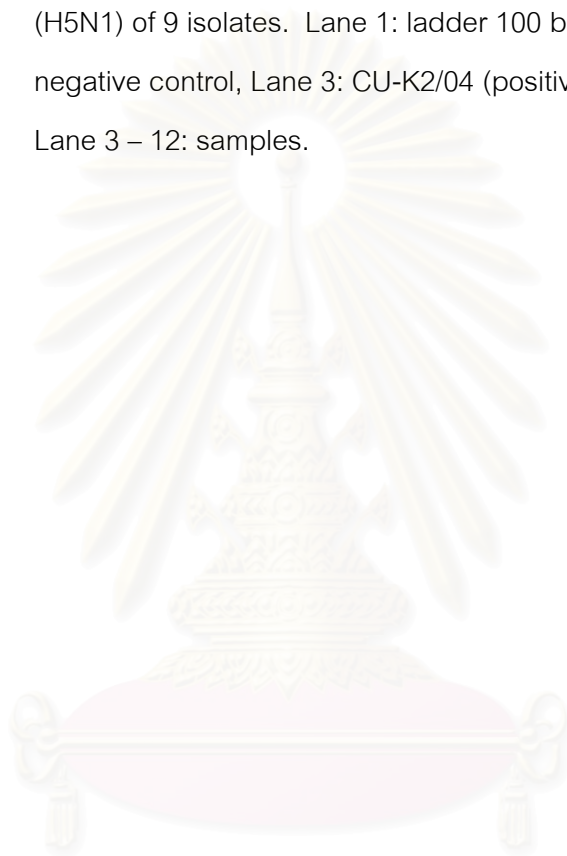 (H5N1) of 9 isolates. Lane 1: ladder 100
negative control, Lane 3: CU-K2/04
Lane 3 – 12: samples.